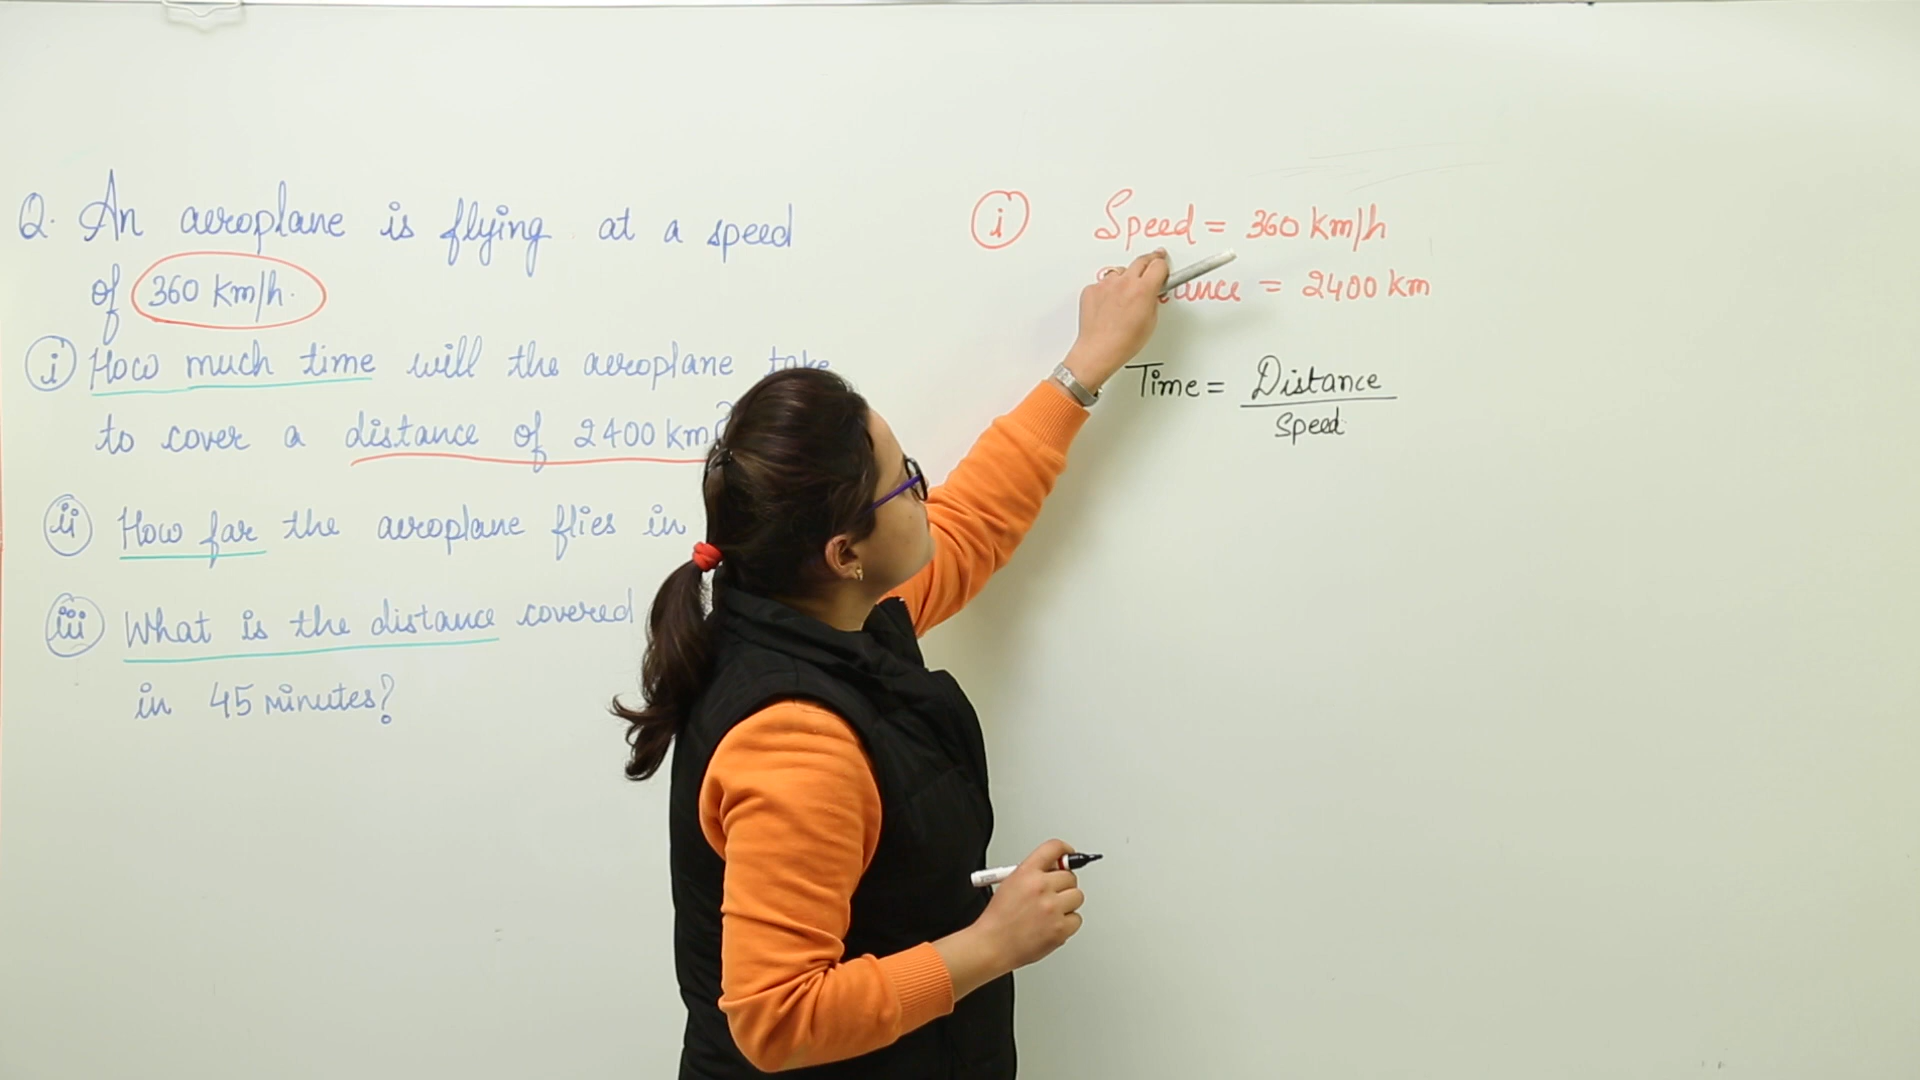 Q. An aeroplane is flying at a speed
of 360 km/h.
i How much time will the aeroplane take
to cover a distance of 2400 km?
ii How far the aeroplane flies in
iii What is the distance covered
in 45 minutes?
i Speed = 360 km/h
= 2400 km
Time = Distance
Speed